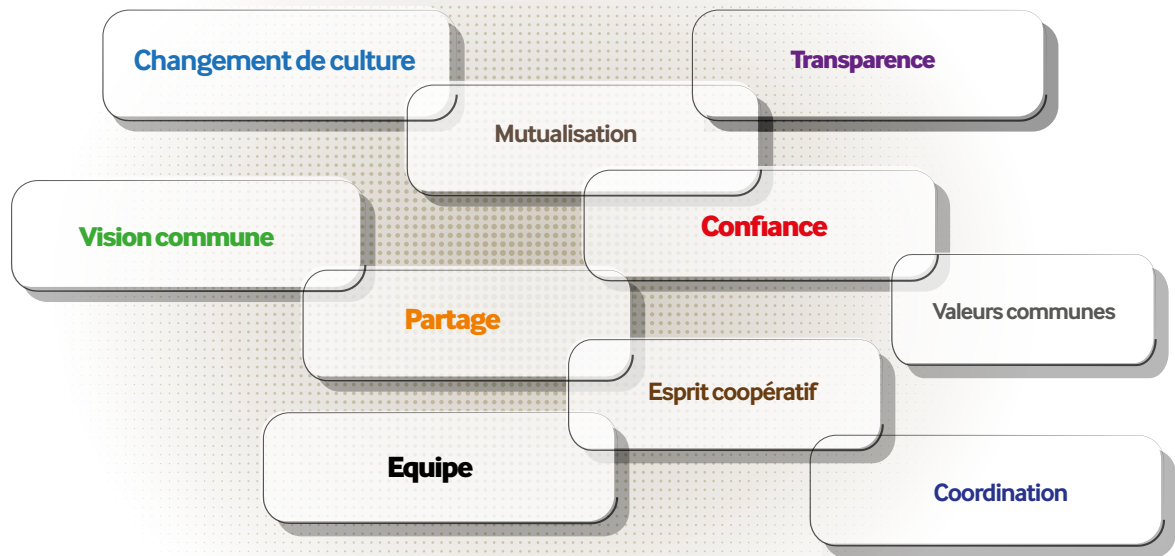 Changement de culture
Transparence
Mutualisation
Vision commune
Confiance
Partage
Valeurs communes
Esprit coopératif
Equipe
Coordination